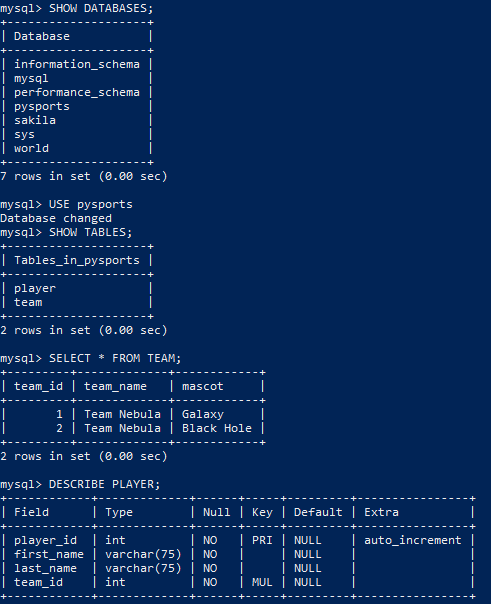 mysql> SHOW DATABASES;
+--------------------+
| Database           |
+--------------------+
| information_schema |
| mysql              |
| performance_schema |
| pysports           |
| sakila             |
| sys                |
| world              |
+--------------------+
7 rows in set (0.00 sec)

mysql> USE pysports
Database changed
mysql> SHOW TABLES;
+--------------------+
| Tables_in_pysports |
+--------------------+
| player             |
| team               |
+--------------------+
2 rows in set (0.00 sec)

mysql> SELECT * FROM TEAM;
+---------+-------------+------------+
| team_id | team_name   | mascot     |
+---------+-------------+------------+
|       1 | Team Nebula | Galaxy     |
|       2 | Team Nebula | Black Hole |
+---------+-------------+------------+
2 rows in set (0.00 sec)

mysql> DESCRIBE PLAYER;
+------------+-------------+------+-----+---------+----------------+
| Field      | Type        | Null | Key | Default | Extra          |
+------------+-------------+------+-----+---------+----------------+
| player_id  | int         | NO   | PRI | NULL    | auto_increment |
| first_name | varchar(75) | NO   |     | NULL    |                |
| last_name  | varchar(75) | NO   |     | NULL    |                |
| team_id    | int         | NO   | MUL | NULL    |                |
+------------+-------------+------+-----+---------+----------------+